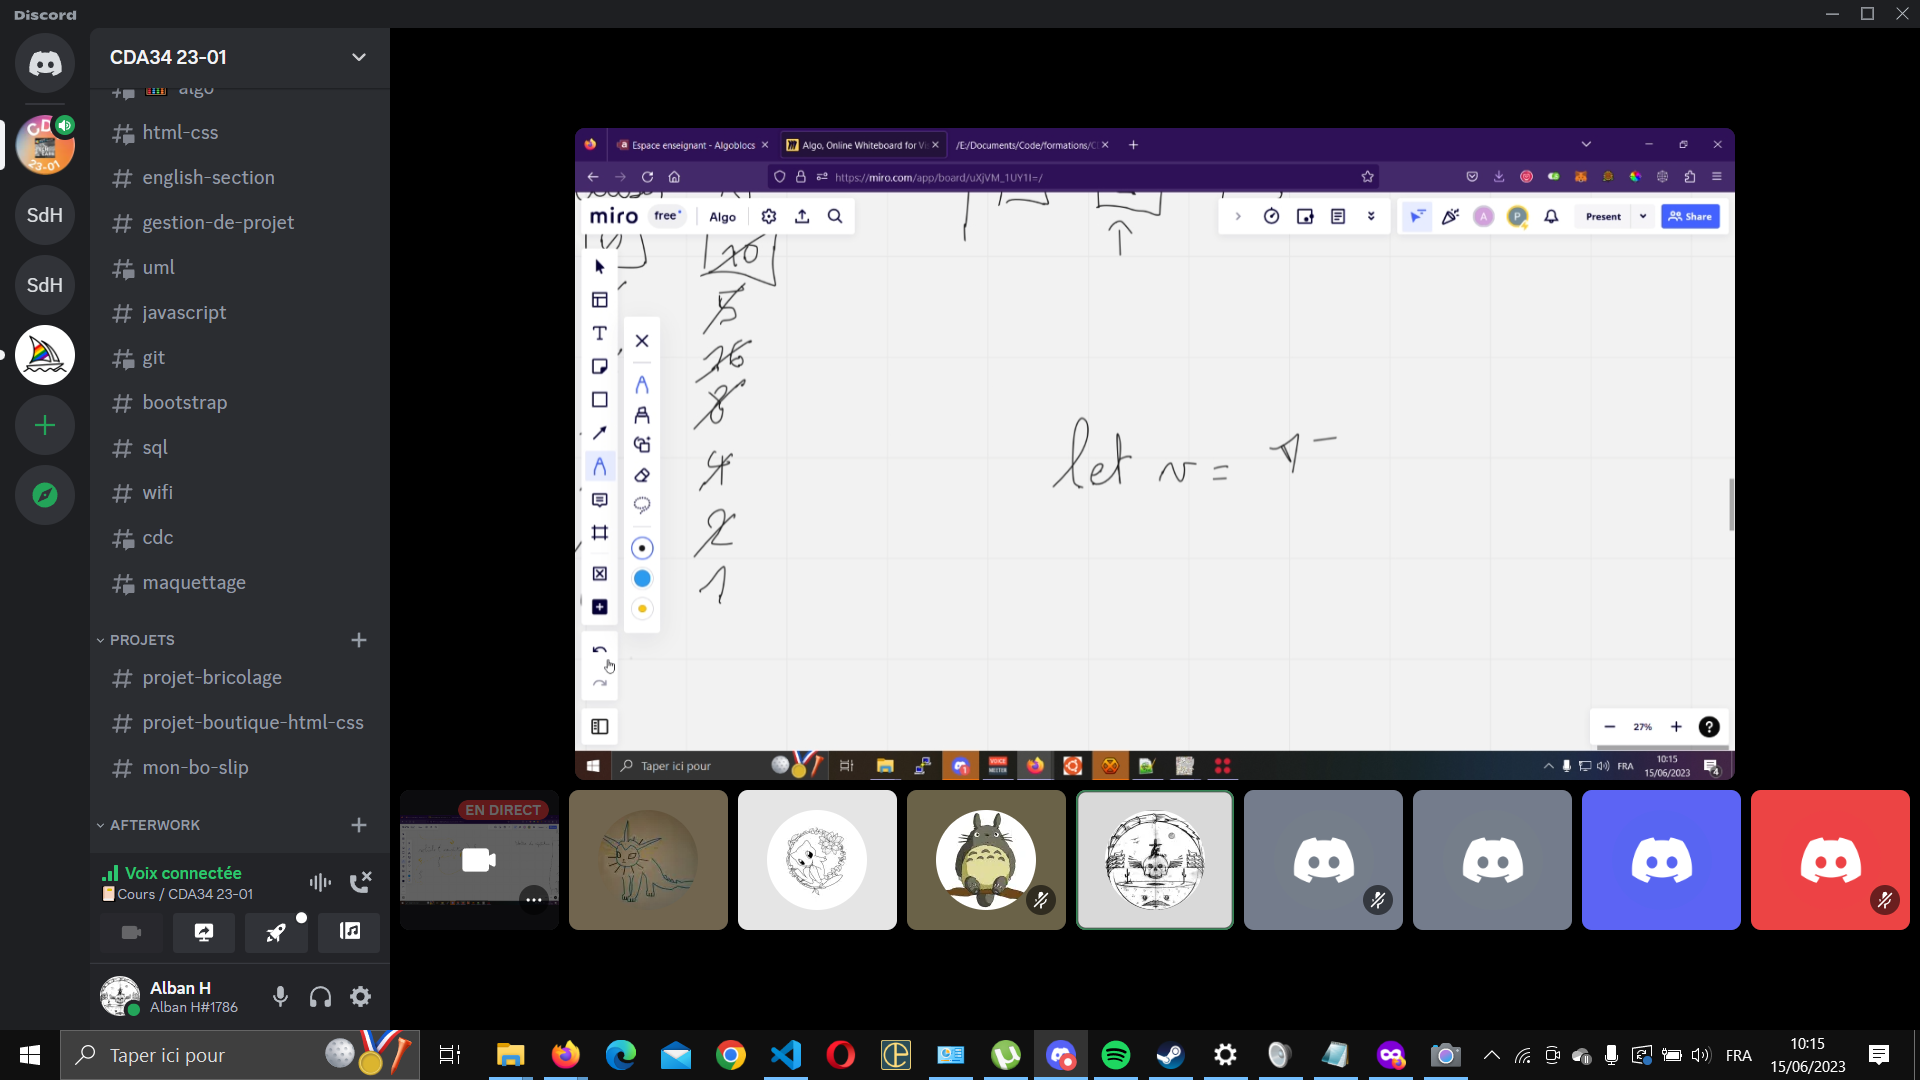 Discord
CDA34 23-01
algo
html-css
english-section
gestion-de-projet
uml
javascript
git
bootstrap
sql
wifi
cdc
maquettage
PROJETS
projet-bricolage
projet-boutique-html-css
mon-bo-slip
AFTERWORK
Voix connectée
Cours / CDA34 23-01
Alban H
Alban H#1786
SdH
SdH
Espace enseignant - Algoblocs
Algo, Online Whiteboard for Vi
/E:/Documents/Code/formations/C
https://miro.com/app/board/uXjVM_1UY1I=/
miro free Algo
A
P
Present
Share
5
16
8
4
2
1
let n =
27%
Taper ici pour
FRA
10:15
15/06/2023
4
EN DIRECT
Taper ici pour
FRA
10:15
15/06/2023